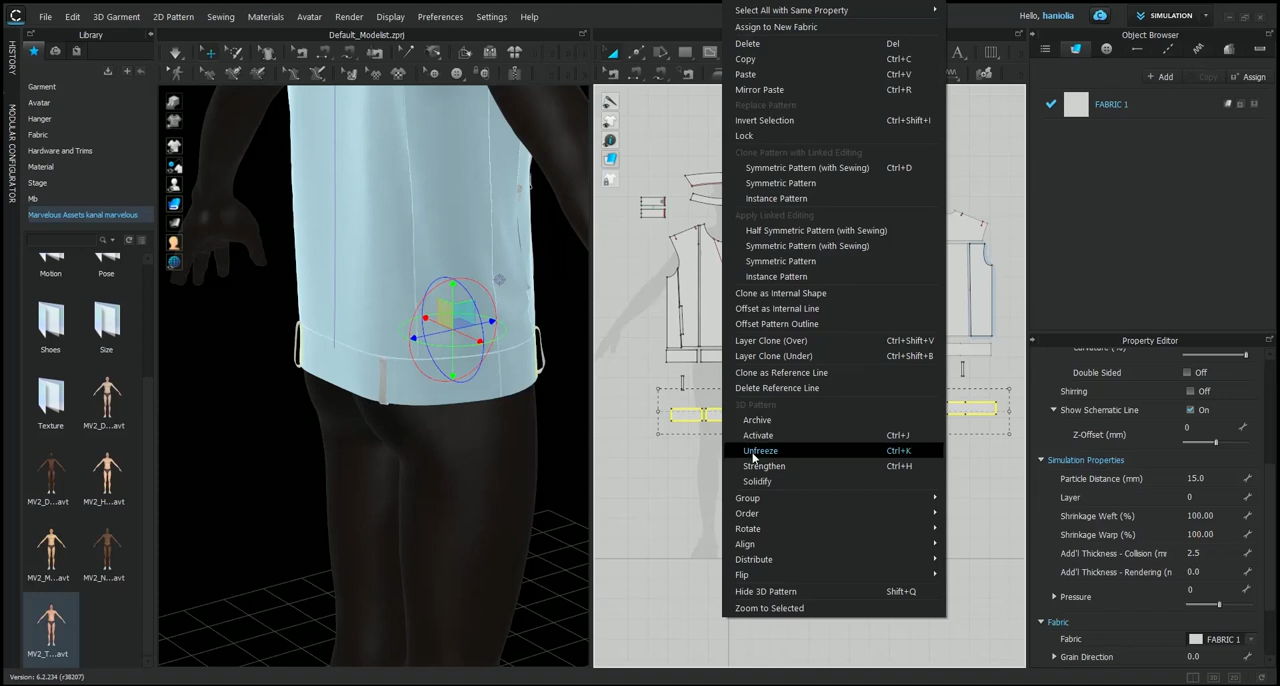 File Edit 3D Garment 2D Pattern Sewing Materials Avatar Render Display Preferences Settings Help
Hello, haniolia
SIMULATION
HISTORY
MODULAR CONFIGURATOR
Library
Default_Modelist.zprj
Object Browser
Garment
Avatar
Hanger
Fabric
Hardware and Trims
Material
Stage
Mb
Marvelous Assets kanal marvelous
Motion Pose
Shoes Size
Texture MV2_D...avt
MV2_D...avt MV2_H...avt
MV2_M...avt MV2_N...avt
MV2_T...avt
Select All with Same Property
Assign to New Fabric
Delete Del
Copy Ctrl+C
Paste Ctrl+V
Mirror Paste Ctrl+R
Replace Pattern
Invert Selection Ctrl+Shift+I
Lock
Clone Pattern with Linked Editing
Symmetric Pattern (with Sewing) Ctrl+D
Symmetric Pattern
Instance Pattern
Apply Linked Editing
Half Symmetric Pattern (with Sewing)
Symmetric Pattern (with Sewing)
Symmetric Pattern
Instance Pattern
Clone as Internal Shape
Offset as Internal Line
Offset Pattern Outline
Layer Clone (Over) Ctrl+Shift+V
Layer Clone (Under) Ctrl+Shift+B
Clone as Reference Line
Delete Reference Line
3D Pattern
Archive
Activate Ctrl+J
Unfreeze Ctrl+K
Strengthen Ctrl+H
Solidify
Group
Order
Rotate
Align
Distribute
Flip
Hide 3D Pattern Shift+Q
Zoom to Selected
+ Add Copy Assign
FABRIC 1
Property Editor
Curvature (%)
Double Sided Off
Shirring Off
Show Schematic Line On
Z-Offset (mm) 0
Simulation Properties
Particle Distance (mm) 15.0
Layer 0
Shrinkage Weft (%) 100.00
Shrinkage Warp (%) 100.00
Add'l Thickness - Collision (mr 2.5
Add'l Thickness - Rendering (n 0.0
Pressure 0
Fabric
Fabric FABRIC 1
Grain Direction 0.0
Version: 6.2.234 (r38207)
3D 2D